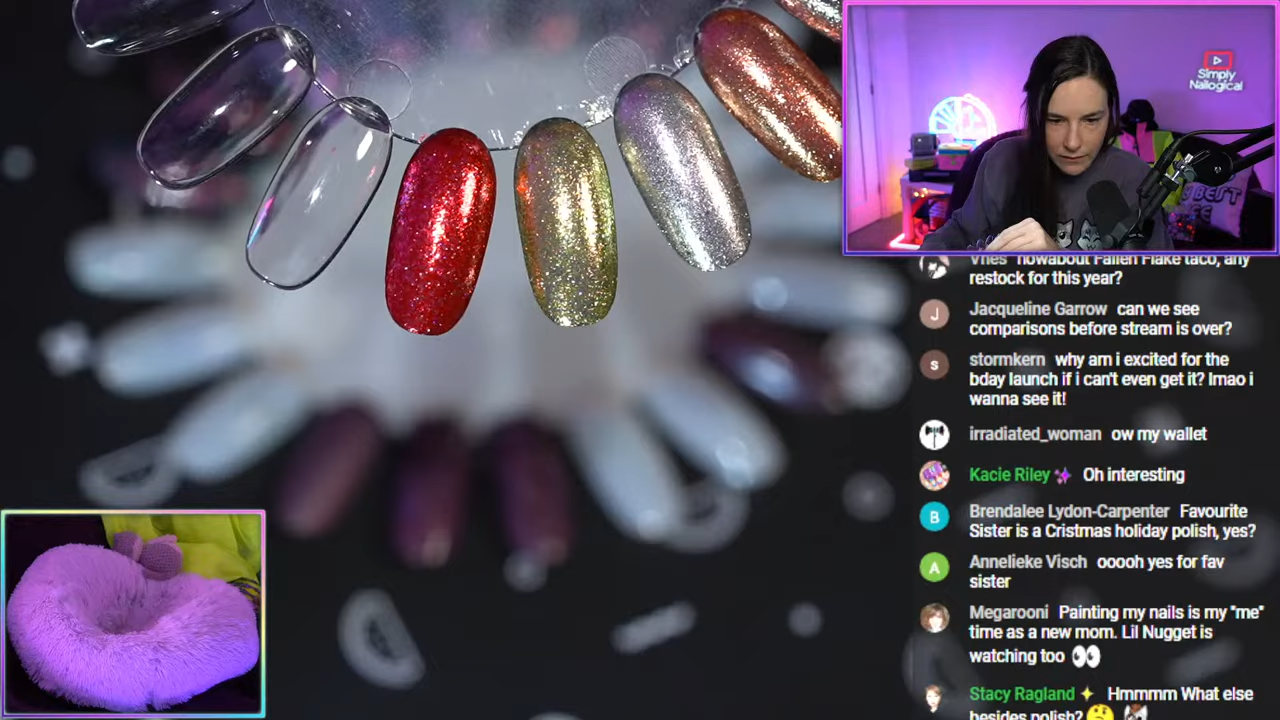 Simply
Nailogical
BEST
Vries howabout Fallen Flake taco, any
restock for this year?
Jacqueline Garrow can we see
comparisons before stream is over?
stormkern why am i excited for the
bday launch if i can't even get it? lmao i
wanna see it!
irradiated_woman ow my wallet
Kacie Riley Oh interesting
Brendalee Lydon-Carpenter Favourite
Sister is a Cristmas holiday polish, yes?
Annelieke Visch ooooh yes for fav
sister
Megarooni Painting my nails is my "me"
time as a new mom. Lil Nugget is
watching too
Stacy Ragland Hmmmm What else
besides polish?
J
s
B
A